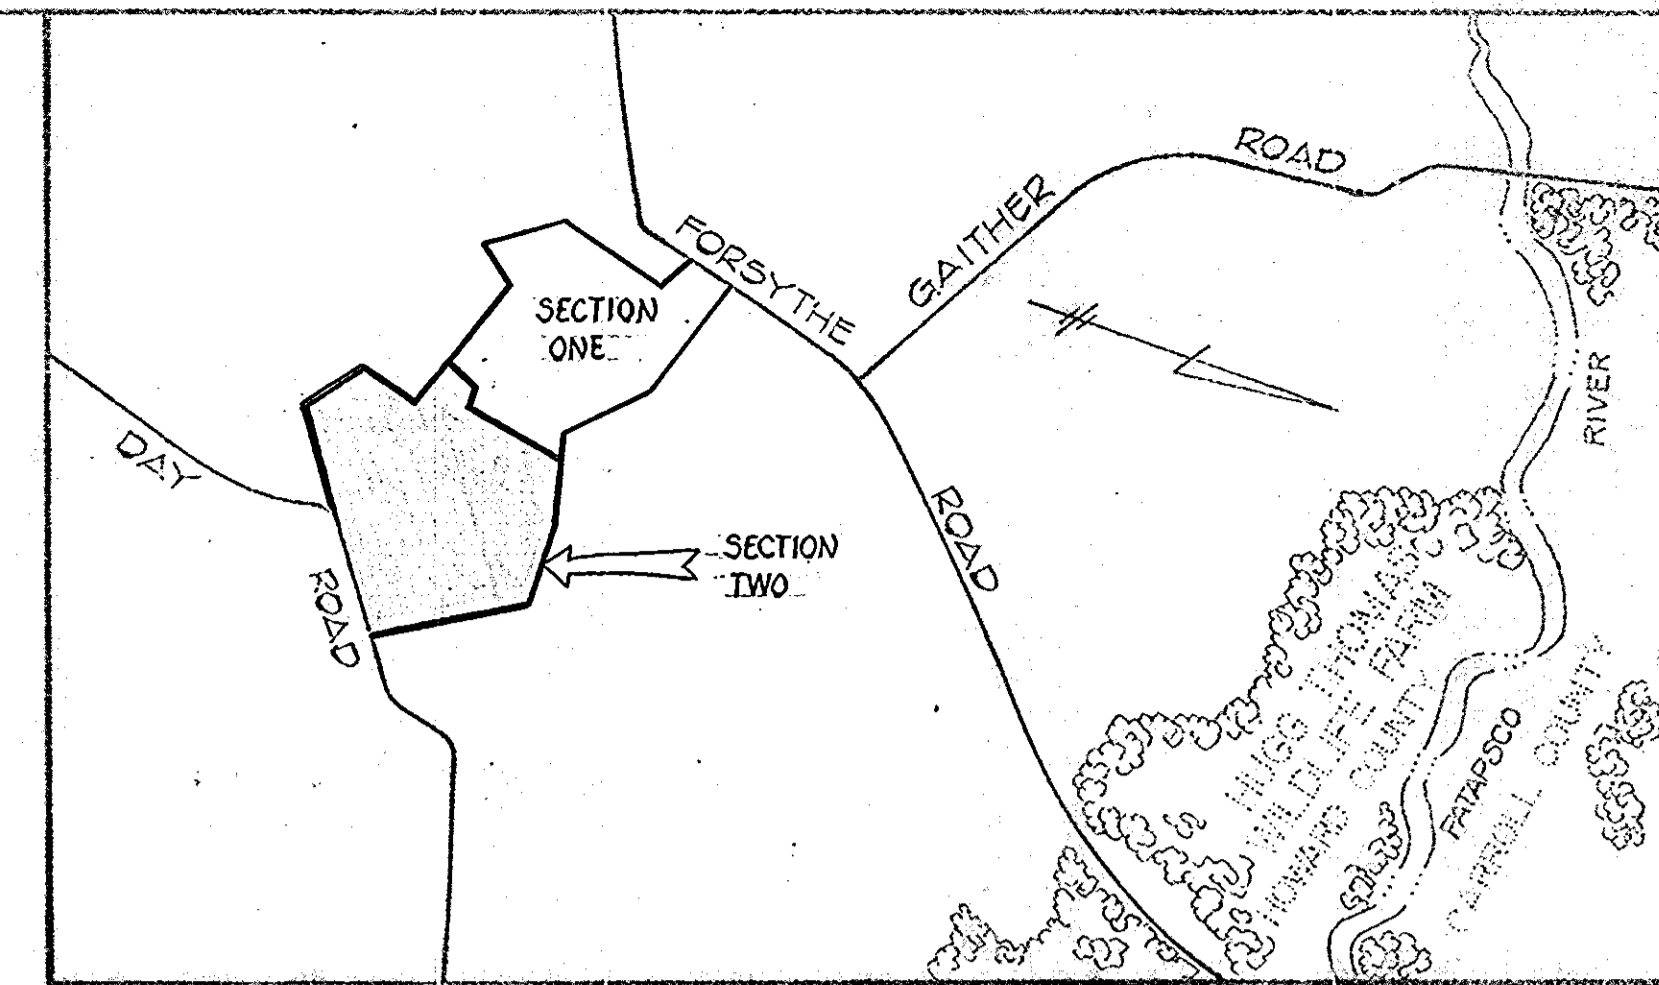 ROAD
GAITHER
FORSYTHE
SECTION
ONE
RIVER
DAY
ROAD
SECTION
TWO
ROAD
HUGG THOMAS
WILDLIFE FARM
HOWARD COUNTY
PATAPSCO
CARROLL COUNTY